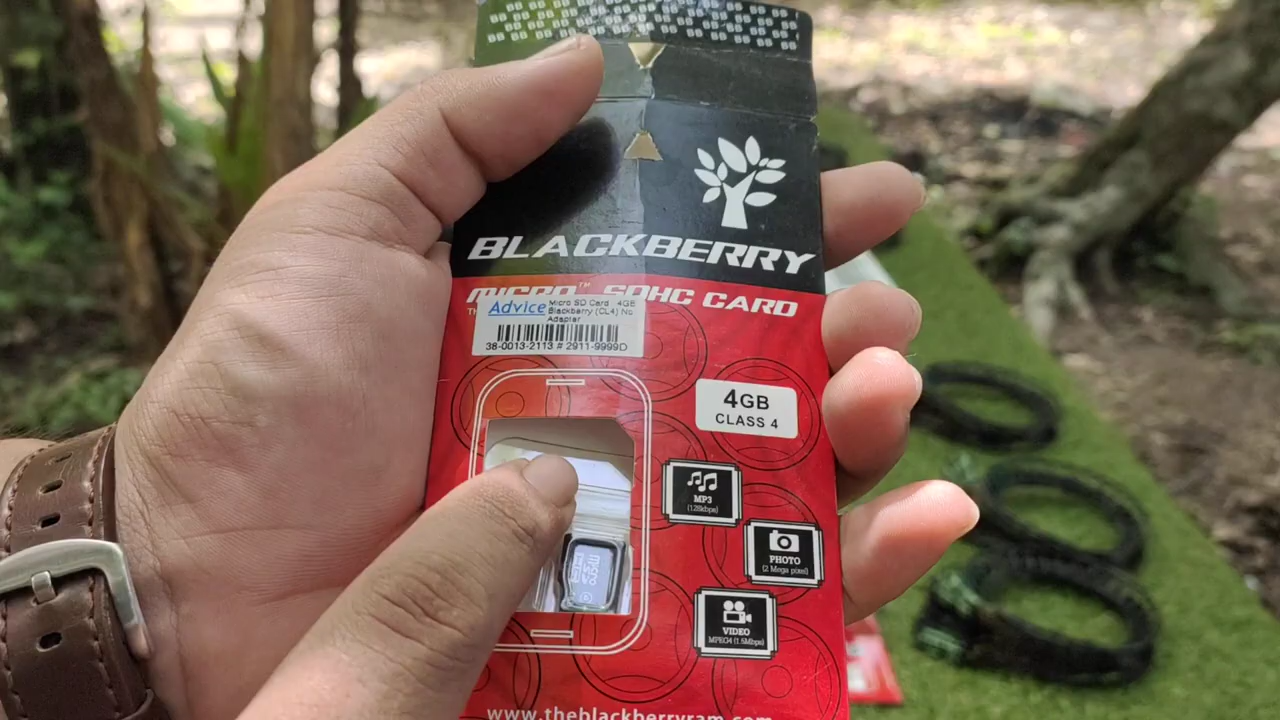 BLACKBERRY
MICRO™ SDHC CARD
Advice
Micro SD Card 4GB
Blackberry (CL4) No
Adapter
38-0013-2113 # 2911-9999D
4GB
CLASS 4
MP3
(128kbps)
PHOTO
(2 Mega pixel)
VIDEO
MPEG4 (1.5Mbps)
micro
www.theblackberryram.com